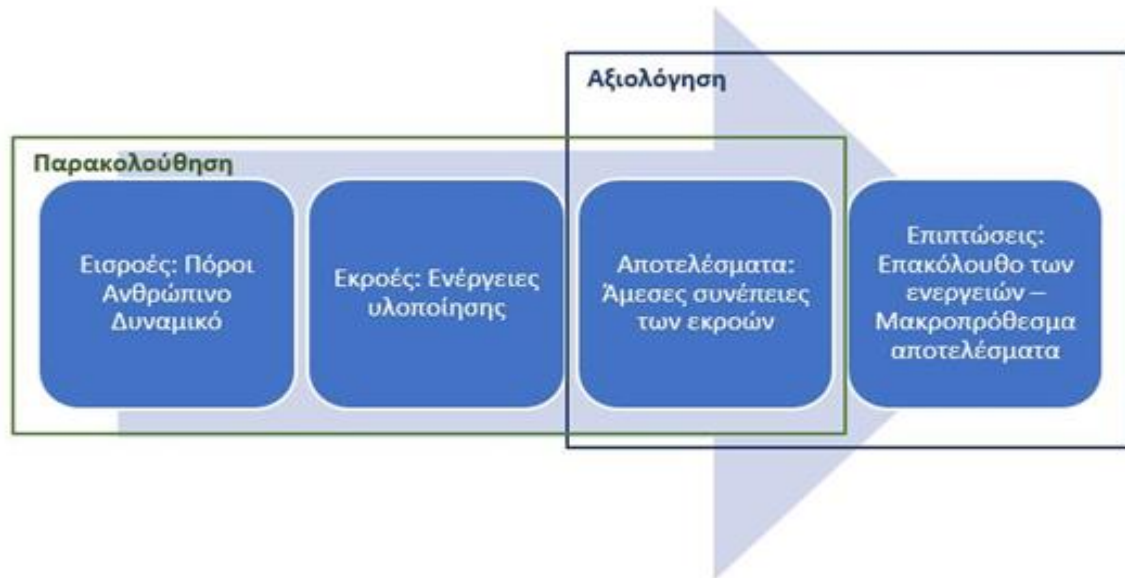 Αξιολόγηση
Παρακολούθηση
Εισροές: Πόροι
Ανθρώπινο
Δυναμικό
Εκροές: Ενέργειες
υλοποίησης
Αποτελέσματα:
Άμεσες συνέπειες
των εκροών
Επιπτώσεις:
Επακόλουθο των
ενεργειών –
Μακροπρόθεσμα
αποτελέσματα